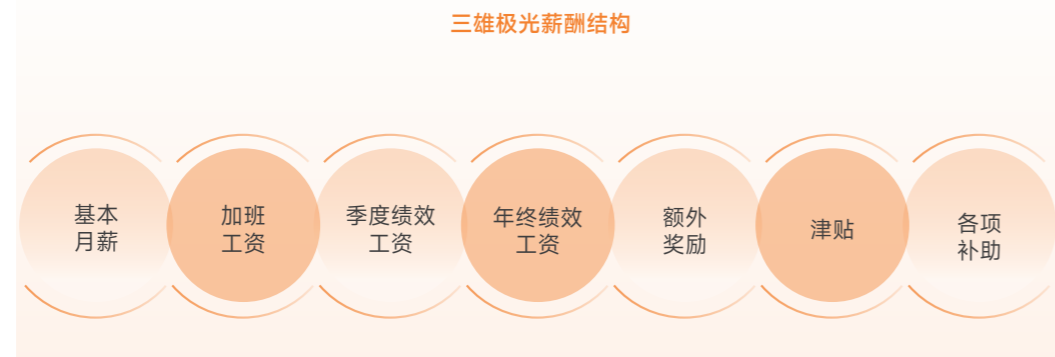 三雄极光薪酬结构
基本
月薪
加班
工资
季度绩效
工资
年终绩效
工资
额外
奖励
津贴
各项
补助